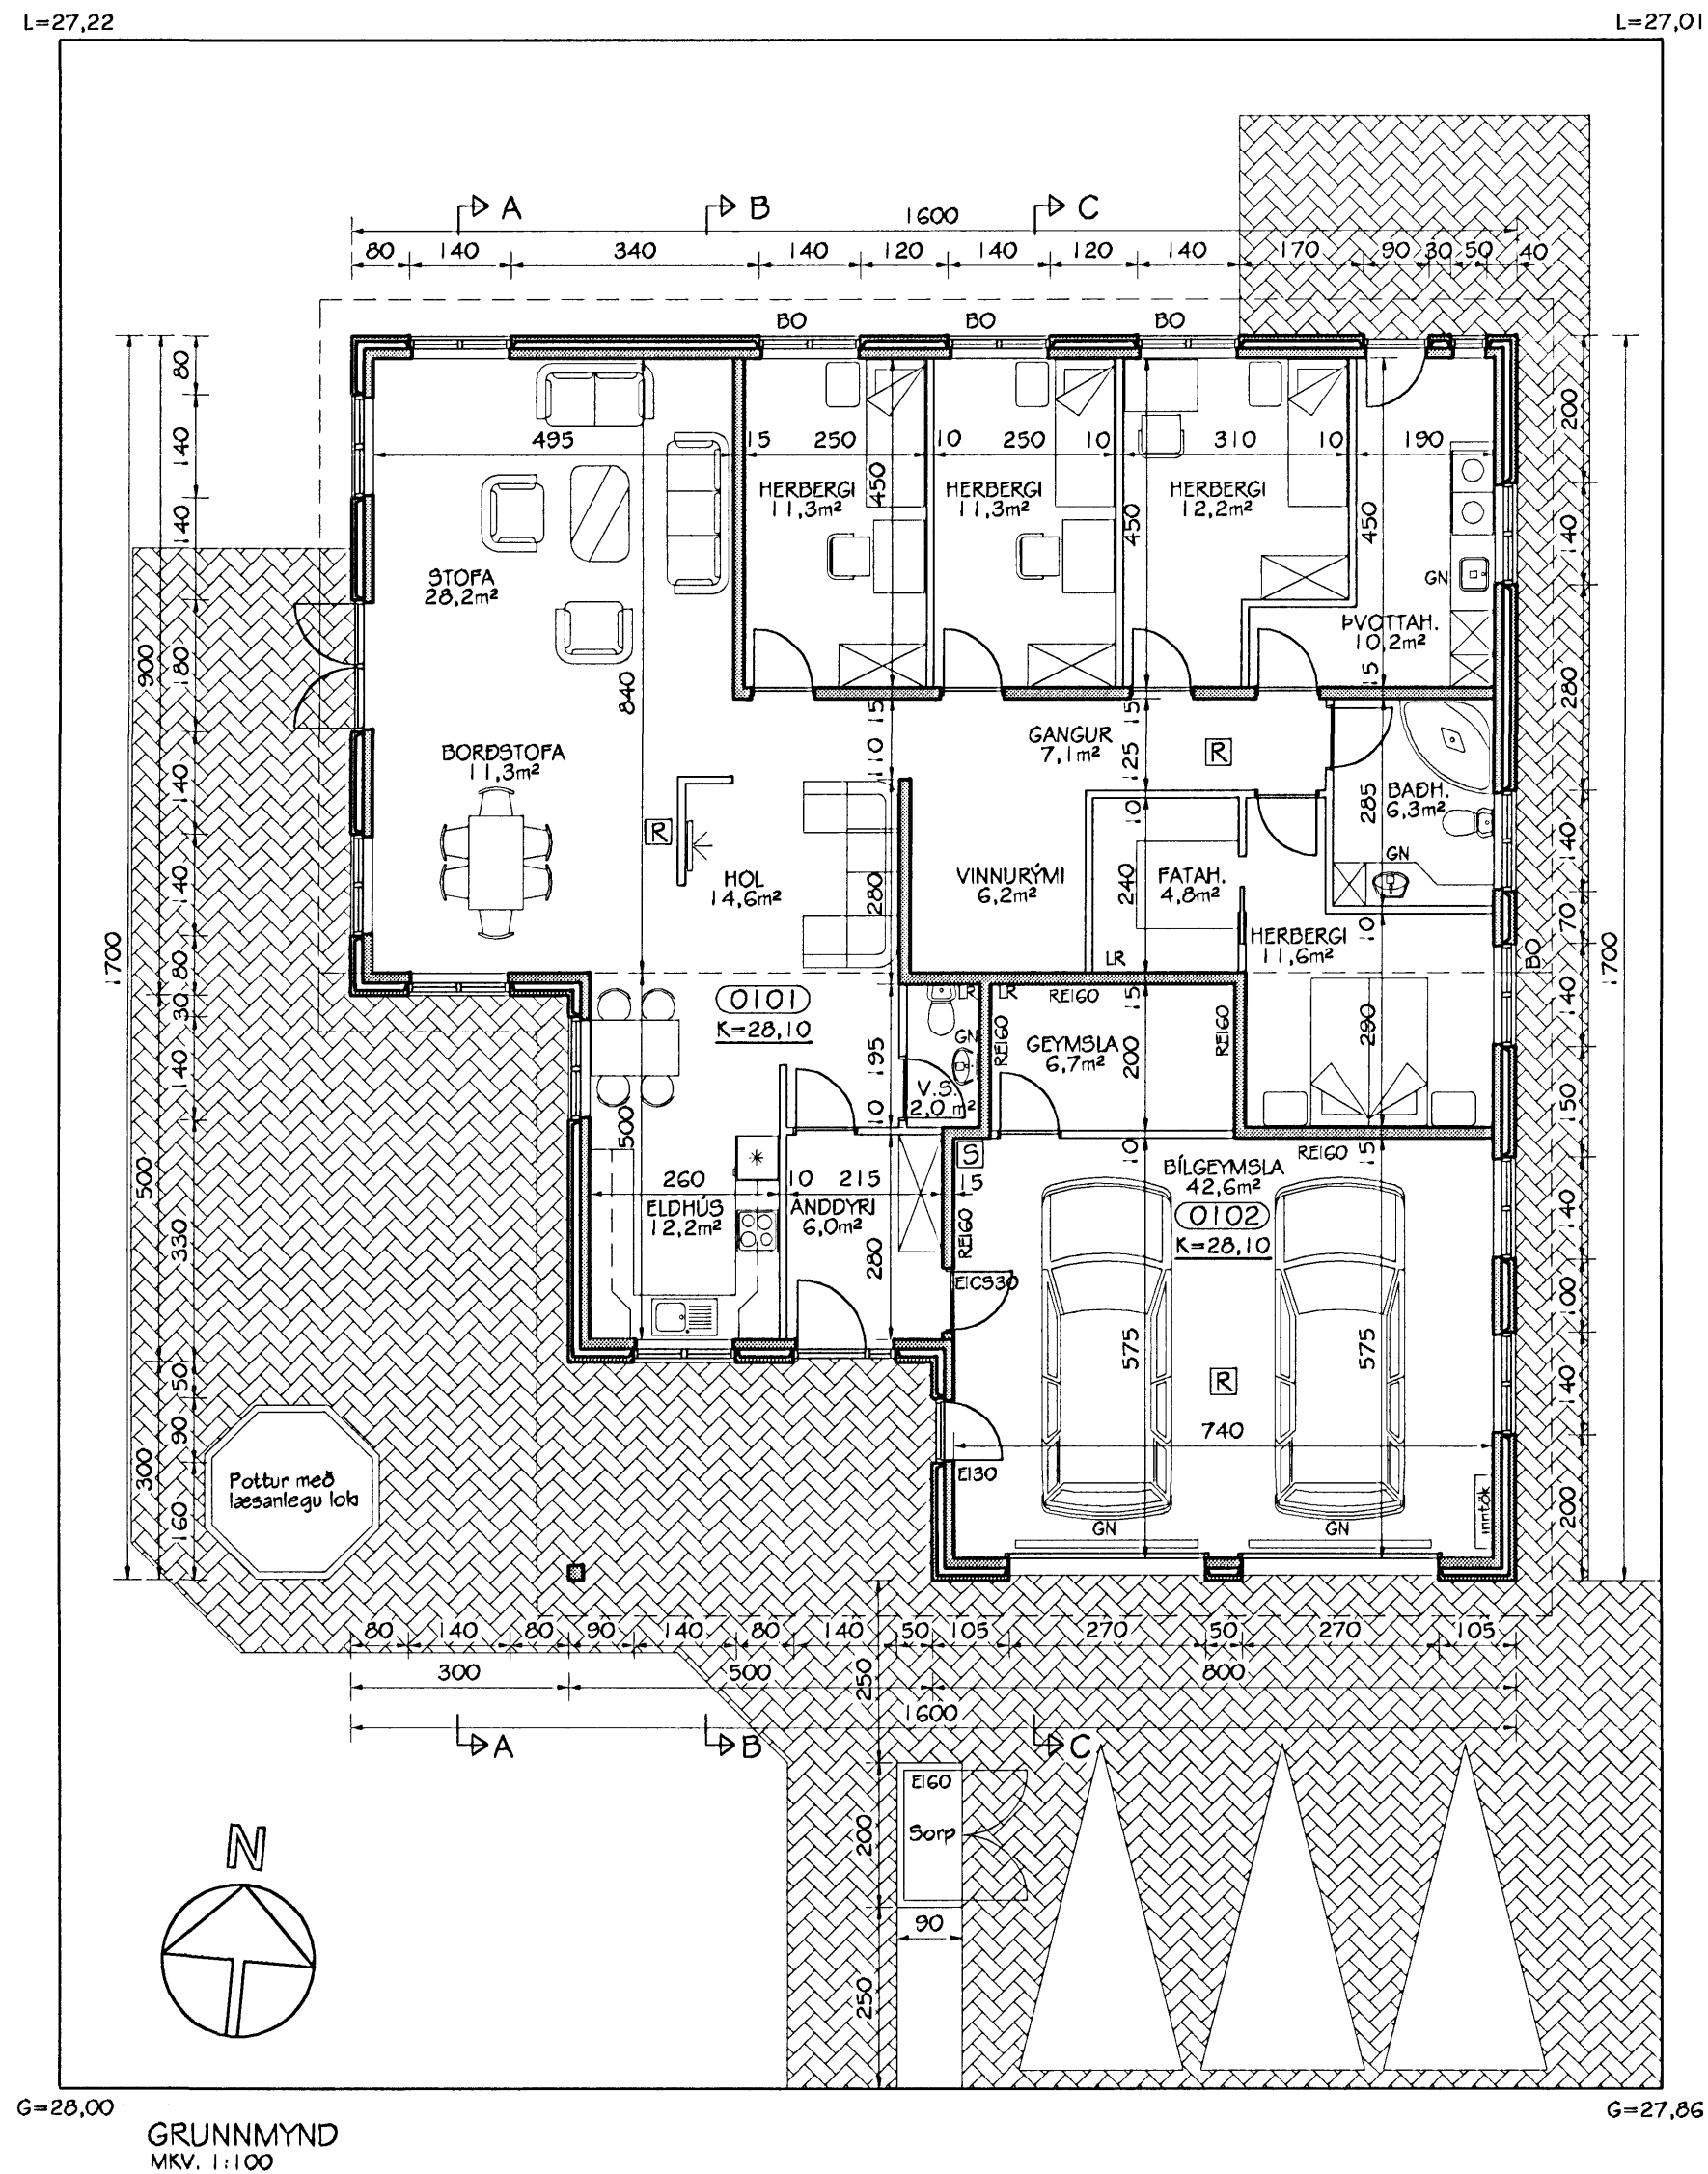 L=27,22
L=27,01
A
B
C
1600
80 140 340 140 120 140 120 140 170 90 30 50 40
BO
BO
BO
80
140
140
180
140
140
80
30
140
330
50
90
160
900
500
300
1700
200
140
280
140
70
140
150
140
100
140
200
1700
BO
495
15
250
10
250
10
310
10
190
450
450
450
HERBERGI
11,3m²
HERBERGI
11,3m²
HERBERGI
12,2m²
STOFA
28,2m²
GN
ÞVOTTAH.
10,2m²
15
840
15
110
15
125
GANGUR
7,1m²
R
BORÐSTOFA
11,3m²
R
HOL
14,6m²
280
VINNURÝMI
6,2m²
10
240
FATAH.
4,8m²
LR
285
BAÐH.
6,3m²
GN
10
HERBERGI
11,6m²
290
0101
K=28,10
LR
LR
REI60
15
REI60
REI60
GN
V.S.
2,0 m²
195
10
GEYMSLA
6,7m²
200
10
500
S
15
REI60
REI60
15
260
10
215
ELDHÚS
12,2m²
ANDDYRI
6,0m²
280
BÍLGEYMSLA
42,6m²
0102
K=28,10
EICS30
575
575
R
740
EI30
GN
GN
Inntök
Pottur með
læsanlegu loki
80 140 80 90 140 80 140 50 105 270 50 270 105
300 500 800
1600
250
A
B
C
EI60
Sorp
200
90
250
N
G=28,00
G=27,86
GRUNNMYND
MKV. 1:100